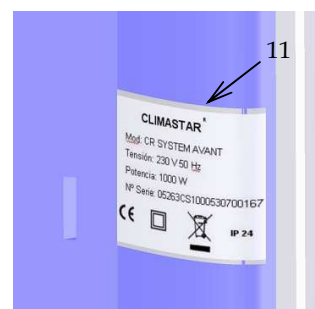 11
CLIMASTAR
Mod: CR SYSTEM AVANT
Tensión: 230 V 50 Hz
Potencia: 1000 W
Nº Serie: 05263CS1000530700167
CE
IP 24